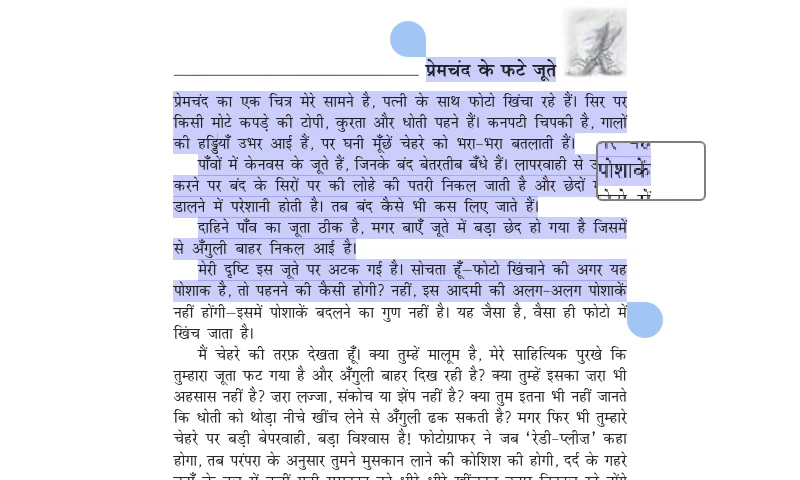 प्रेमचंद के फटे जूते
प्रेमचंद का एक चित्र मेरे सामने है, पत्नी के साथ फोटो खिंचा रहे हैं। सिर पर
किसी मोटे कपड़े की टोपी, कुरता और धोती पहने हैं। कनपटी चिपकी है, गालों
की हड्डियाँ उभर आई हैं, पर घनी मूँछें चेहरे को भरा-भरा बतलाती हैं।
पाँवों में केनवस के जूते हैं, जिनके बंद बेतरतीब बँधे हैं। लापरवाही से
करने पर बंद के सिरों पर की लोहे की पतरी निकल जाती है और छेदों
डालने में परेशानी होती है। तब बंद कैसे भी कस लिए जाते हैं।
पोशाकें
दाहिने पाँव का जूता ठीक है, मगर बाएँ जूते में बड़ा छेद हो गया है जिसमें
से अँगुली बाहर निकल आई है।
मेरी दृष्टि इस जूते पर अटक गई है। सोचता हूँ—फोटो खिंचाने की अगर यह
पोशाक है, तो पहनने की कैसी होगी? नहीं, इस आदमी की अलग-अलग पोशाकें
नहीं होंगी—इसमें पोशाकें बदलने का गुण नहीं है। यह जैसा है, वैसा ही फोटो में
खिंच जाता है।
मैं चेहरे की तरफ़ देखता हूँ। क्या तुम्हें मालूम है, मेरे साहित्यिक पुरखे कि
तुम्हारा जूता फट गया है और अँगुली बाहर दिख रही है? क्या तुम्हें इसका ज़रा भी
अहसास नहीं है? ज़रा लज्जा, संकोच या झेंप नहीं है? क्या तुम इतना भी नहीं जानते
कि धोती को थोड़ा नीचे खींच लेने से अँगुली ढक सकती है? मगर फिर भी तुम्हारे
चेहरे पर बड़ी बेपरवाही, बड़ा विश्वास है! फोटोग्राफर ने जब ‘रेडी-प्लीज़’ कहा
होगा, तब परंपरा के अनुसार तुमने मुसकान लाने की कोशिश की होगी, दर्द के गहरे